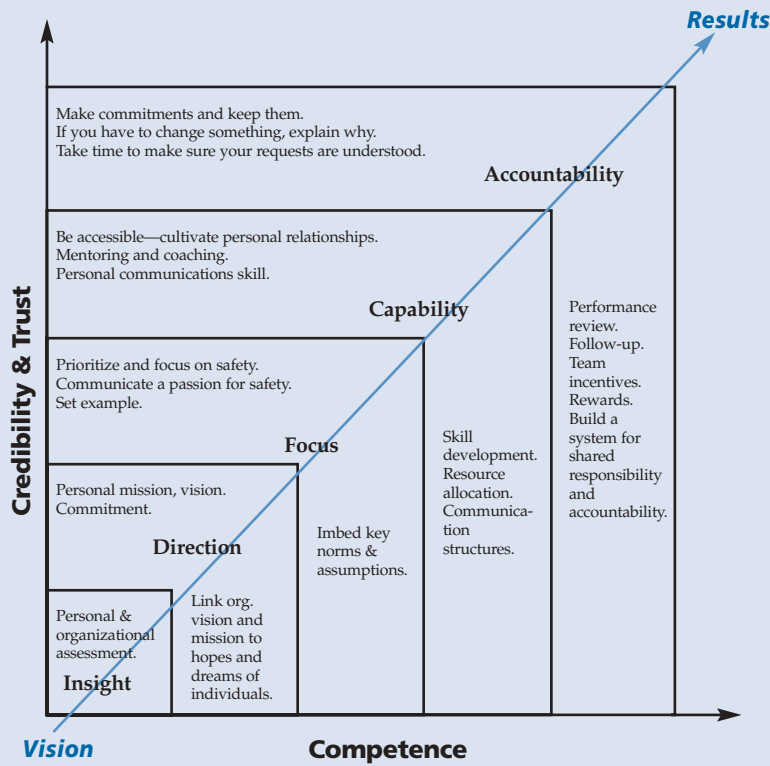 Results
Make commitments and keep them.
If you have to change something, explain why.
Take time to make sure your requests are understood.
Accountability
Be accessible—cultivate personal relationships.
Mentoring and coaching.
Personal communications skill.
Capability
Performance
review.
Follow-up.
Team
incentives.
Rewards.
Build a
system for
shared
responsibility
and
accountability.
Prioritize and focus on safety.
Communicate a passion for safety.
Set example.
Focus
Skill
development.
Resource
allocation.
Communica-
tion
structures.
Personal mission, vision.
Commitment.
Direction
Imbed key
norms &
assumptions.
Personal &
organizational
assessment.
Insight
Link org.
vision and
mission to
hopes and
dreams of
individuals.
Credibility & Trust
Vision
Competence